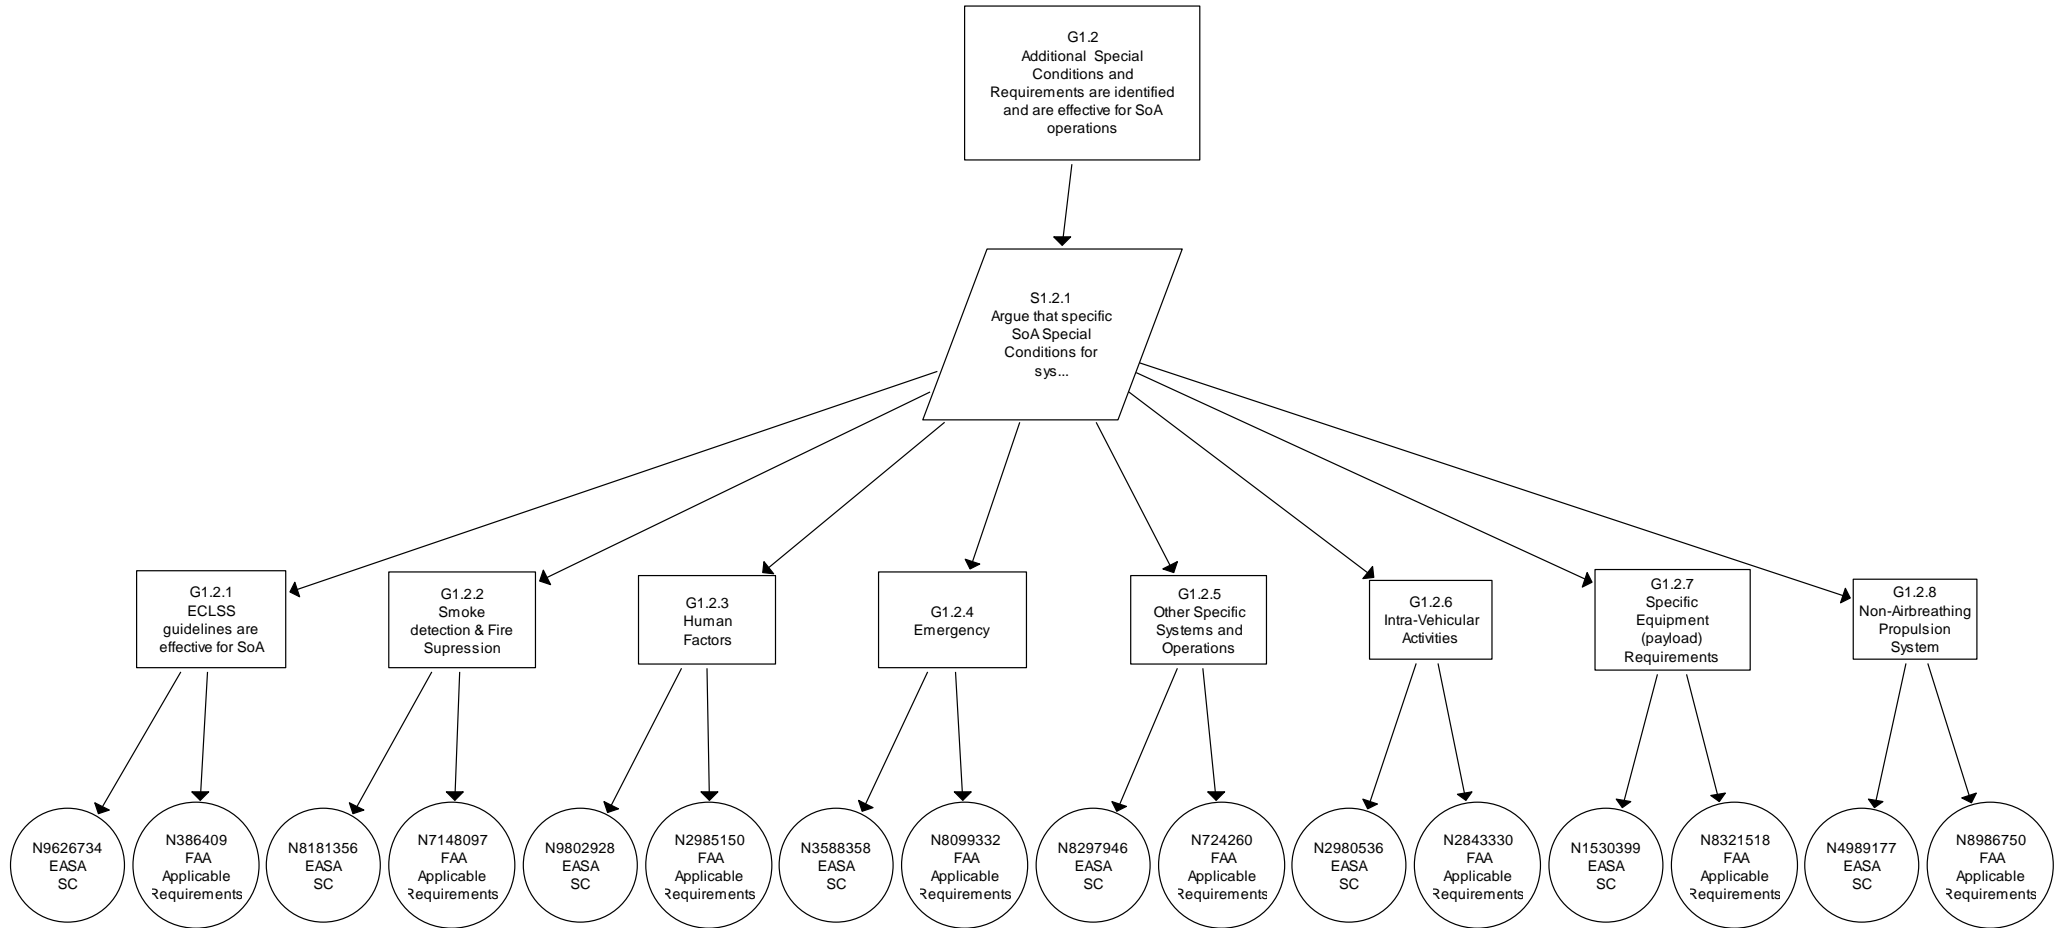 G1.2
Additional Special
Conditions and
Requirements are identified
and are effective for SoA
operations
S1.2.1
Argue that specific
SoA Special
Conditions for
sys...
G1.2.1
ECLSS
guidelines are
effective for SoA
G1.2.2
Smoke
detection & Fire
Supression
G1.2.3
Human
Factors
G1.2.4
Emergency
G1.2.5
Other Specific
Systems and
Operations
G1.2.6
Intra-Vehicular
Activities
G1.2.7
Specific
Equipment
(payload)
Requirements
G1.2.8
Non-Airbreathing
Propulsion
System
N9626734
EASA
SC
N386409
FAA
Applicable
Requirements
N8181356
EASA
SC
N7148097
FAA
Applicable
Requirements
N9802928
EASA
SC
N2985150
FAA
Applicable
Requirements
N3588358
EASA
SC
N8099332
FAA
Applicable
Requirements
N8297946
EASA
SC
N724260
FAA
Applicable
Requirements
N2980536
EASA
SC
N2843330
FAA
Applicable
Requirements
N1530399
EASA
SC
N8321518
FAA
Applicable
Requirements
N4989177
EASA
SC
N8986750
FAA
Applicable
Requirements